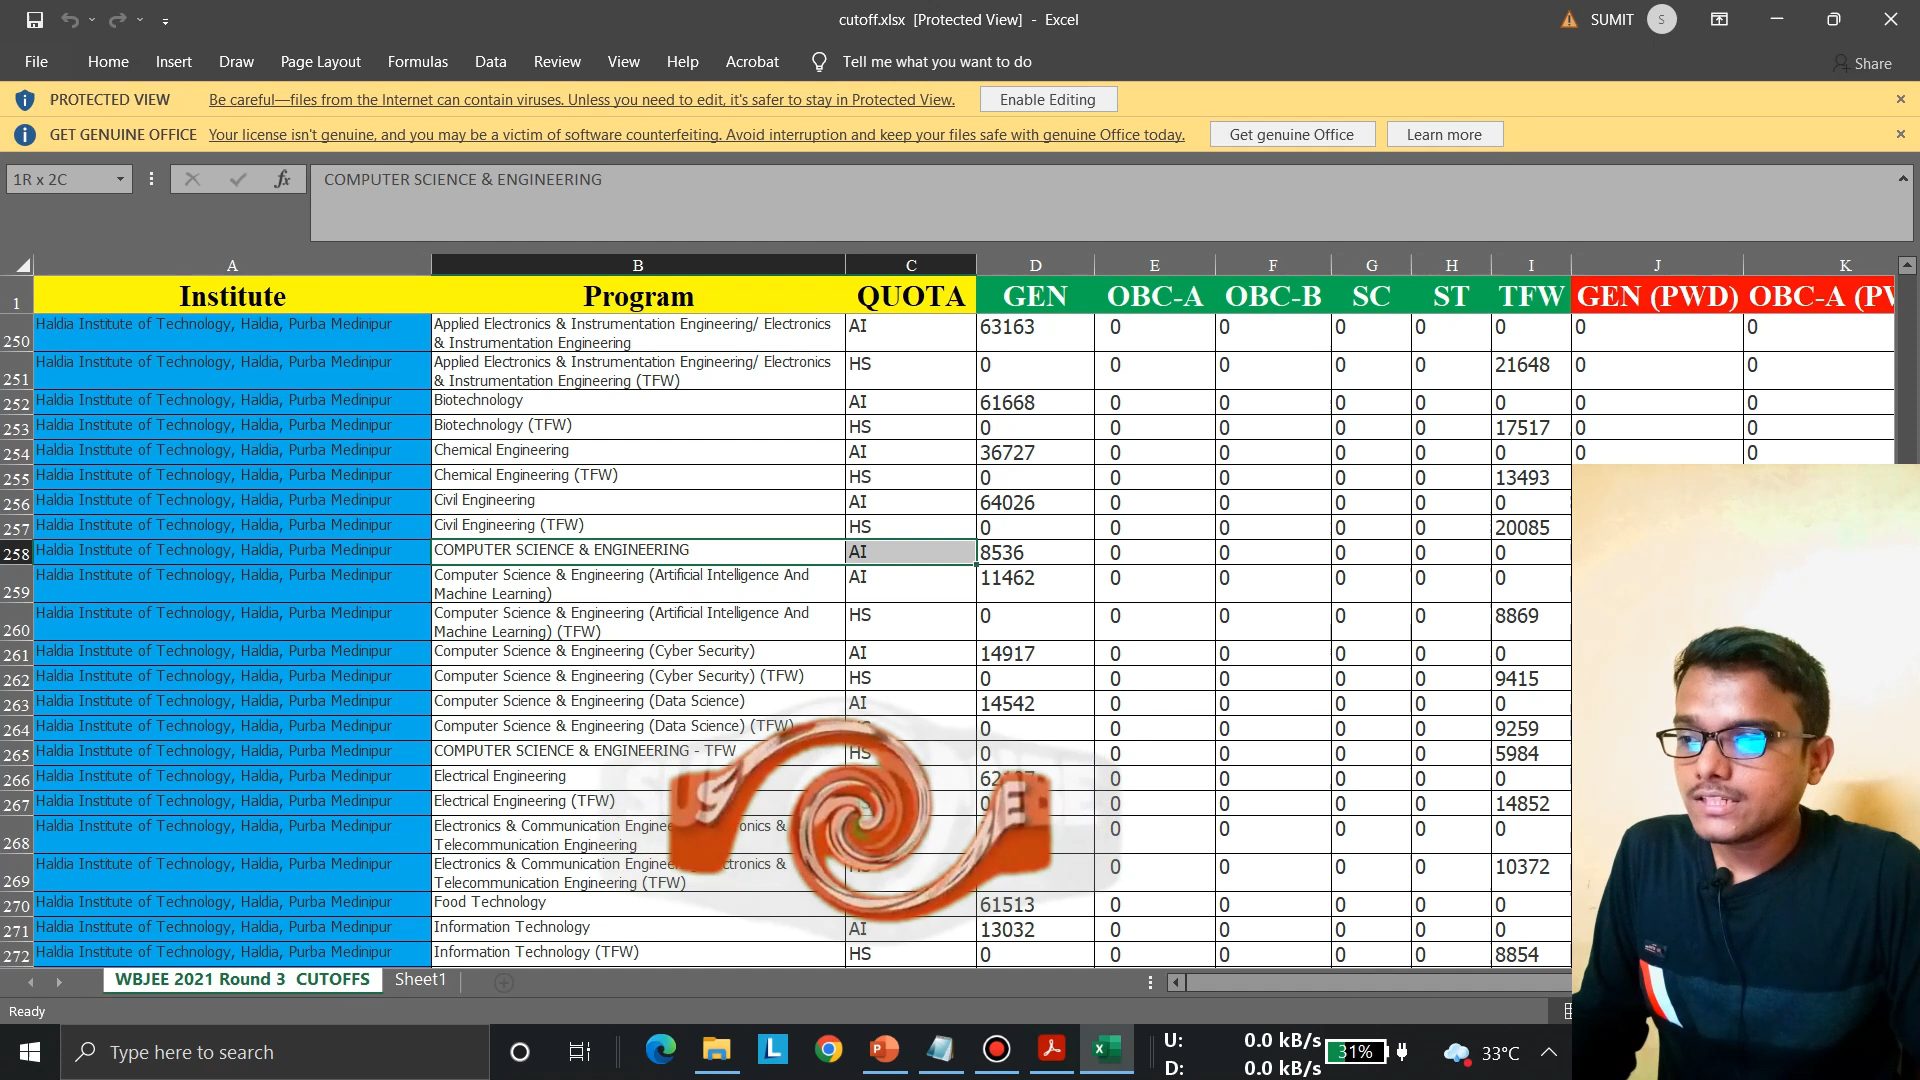 cutoff.xlsx [Protected View] - Excel
SUMIT S
File Home Insert Draw Page Layout Formulas Data Review View Help Acrobat Tell me what you want to do Share
PROTECTED VIEW Be careful—files from the Internet can contain viruses. Unless you need to edit, it's safer to stay in Protected View. Enable Editing
GET GENUINE OFFICE Your license isn't genuine, and you may be a victim of software counterfeiting. Avoid interruption and keep your files safe with genuine Office today. Get genuine Office Learn more
1R x 2C fx COMPUTER SCIENCE & ENGINEERING
A B C D E F G H I J K
1 Institute Program QUOTA GEN OBC-A OBC-B SC ST TFW GEN (PWD) OBC-A (PW
250 Haldia Institute of Technology, Haldia, Purba Medinipur Applied Electronics & Instrumentation Engineering/ Electronics AI 63163 0 0 0 0 0 0 0
& Instrumentation Engineering
251 Haldia Institute of Technology, Haldia, Purba Medinipur Applied Electronics & Instrumentation Engineering/ Electronics HS 0 0 0 0 0 21648 0 0
& Instrumentation Engineering (TFW)
252 Haldia Institute of Technology, Haldia, Purba Medinipur Biotechnology AI 61668 0 0 0 0 0 0 0
253 Haldia Institute of Technology, Haldia, Purba Medinipur Biotechnology (TFW) HS 0 0 0 0 0 17517 0 0
254 Haldia Institute of Technology, Haldia, Purba Medinipur Chemical Engineering AI 36727 0 0 0 0 0 0 0
255 Haldia Institute of Technology, Haldia, Purba Medinipur Chemical Engineering (TFW) HS 0 0 0 0 0 13493
256 Haldia Institute of Technology, Haldia, Purba Medinipur Civil Engineering AI 64026 0 0 0 0 0
257 Haldia Institute of Technology, Haldia, Purba Medinipur Civil Engineering (TFW) HS 0 0 0 0 0 20085
258 Haldia Institute of Technology, Haldia, Purba Medinipur COMPUTER SCIENCE & ENGINEERING AI 8536 0 0 0 0 0
259 Haldia Institute of Technology, Haldia, Purba Medinipur Computer Science & Engineering (Artificial Intelligence And AI 11462 0 0 0 0 0
Machine Learning)
260 Haldia Institute of Technology, Haldia, Purba Medinipur Computer Science & Engineering (Artificial Intelligence And HS 0 0 0 0 0 8869
Machine Learning) (TFW)
261 Haldia Institute of Technology, Haldia, Purba Medinipur Computer Science & Engineering (Cyber Security) AI 14917 0 0 0 0 0
262 Haldia Institute of Technology, Haldia, Purba Medinipur Computer Science & Engineering (Cyber Security) (TFW) HS 0 0 0 0 0 9415
263 Haldia Institute of Technology, Haldia, Purba Medinipur Computer Science & Engineering (Data Science) AI 14542 0 0 0 0 0
264 Haldia Institute of Technology, Haldia, Purba Medinipur Computer Science & Engineering (Data Science) (TFW) 0 0 0 0 0 9259
265 Haldia Institute of Technology, Haldia, Purba Medinipur COMPUTER SCIENCE & ENGINEERING - TFW HS 0 0 0 0 0 5984
266 Haldia Institute of Technology, Haldia, Purba Medinipur Electrical Engineering 0 0 0 0 0
267 Haldia Institute of Technology, Haldia, Purba Medinipur Electrical Engineering (TFW) 0 0 0 0 0 14852
268 Haldia Institute of Technology, Haldia, Purba Medinipur Electronics & Communication 0 0 0 0 0
Telecommunication Engineering
269 Haldia Institute of Technology, Haldia, Purba Medinipur Electronics & Communication 0 0 0 0 10372
Telecommunication Engineering (TFW)
270 Haldia Institute of Technology, Haldia, Purba Medinipur Food Technology 61513 0 0 0 0 0
271 Haldia Institute of Technology, Haldia, Purba Medinipur Information Technology AI 13032 0 0 0 0 0
272 Haldia Institute of Technology, Haldia, Purba Medinipur Information Technology (TFW) HS 0 0 0 0 0 8854
WBJEE 2021 Round 3 CUTOFFS Sheet1
Ready
Type here to search U: 0.0 kB/s 31% 33°C
D: 0.0 kB/s